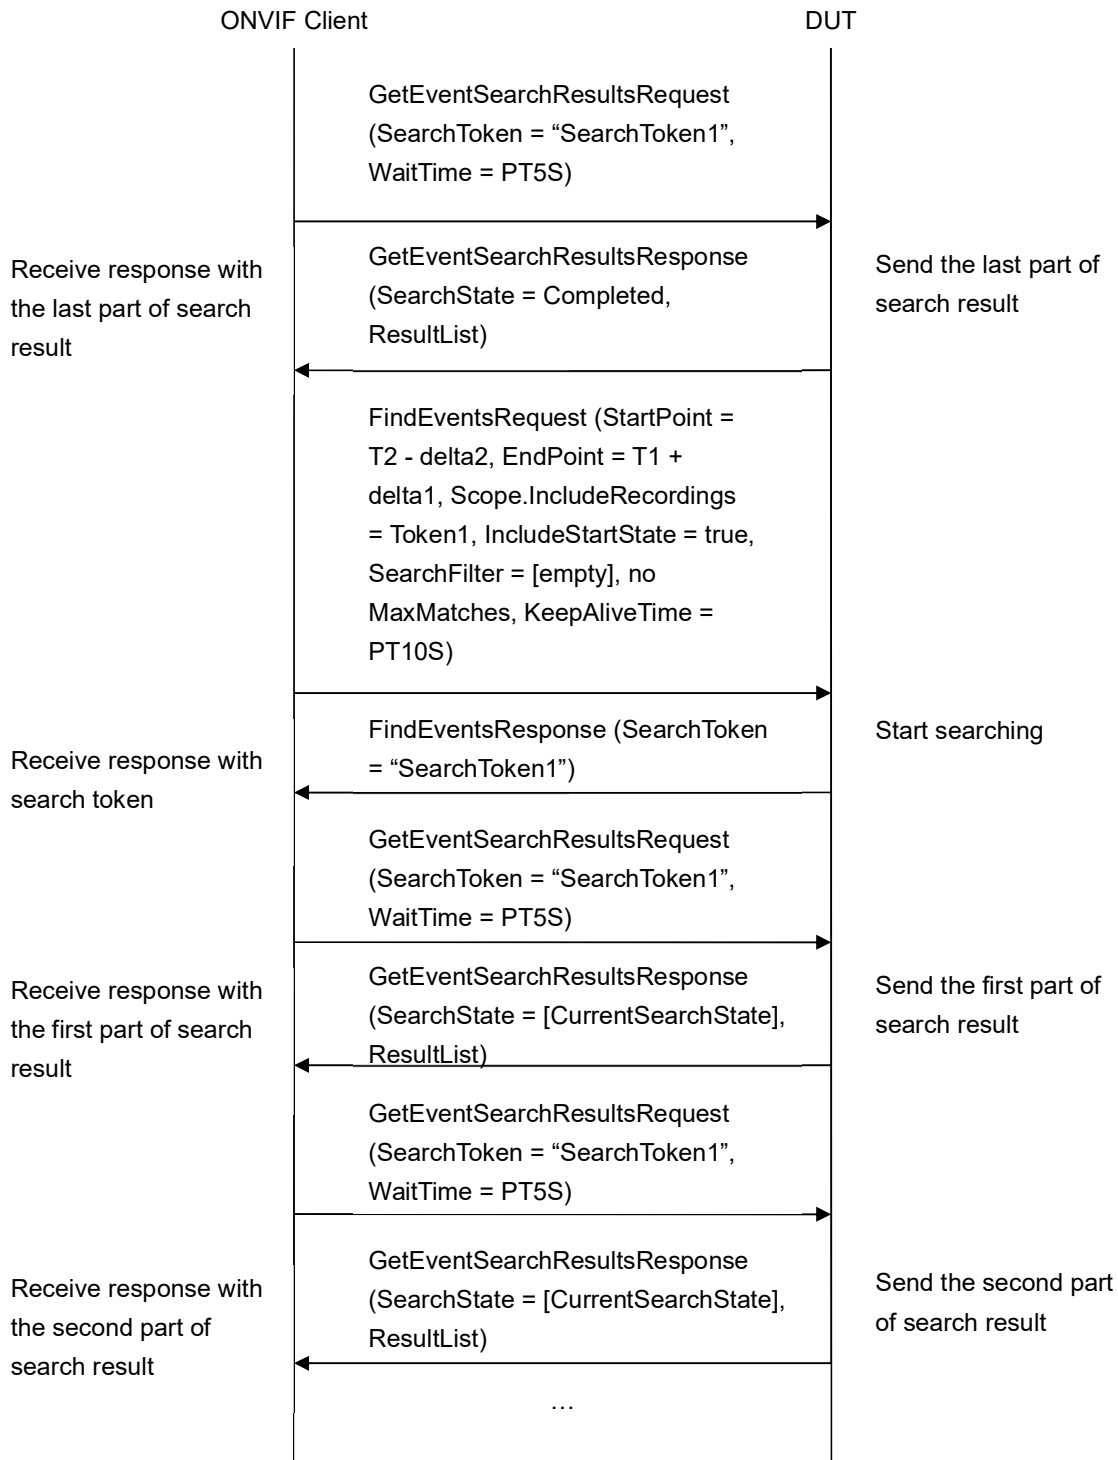 ONVIF Client
DUT
GetEventSearchResultsRequest
(SearchToken = “SearchToken1”,
WaitTime = PT5S)
Receive response with
the last part of search
result
GetEventSearchResultsResponse
(SearchState = Completed,
ResultList)
Send the last part of
search result
FindEventsRequest (StartPoint =
T2 - delta2, EndPoint = T1 +
delta1, Scope.IncludeRecordings
= Token1, IncludeStartState = true,
SearchFilter = [empty], no
MaxMatches, KeepAliveTime =
PT10S)
Receive response with
search token
FindEventsResponse (SearchToken
= “SearchToken1”)
Start searching
GetEventSearchResultsRequest
(SearchToken = “SearchToken1”,
WaitTime = PT5S)
Receive response with
the first part of search
result
GetEventSearchResultsResponse
(SearchState = [CurrentSearchState],
ResultList)
Send the first part of
search result
GetEventSearchResultsRequest
(SearchToken = “SearchToken1”,
WaitTime = PT5S)
Receive response with
the second part of
search result
GetEventSearchResultsResponse
(SearchState = [CurrentSearchState],
ResultList)
Send the second part
of search result
…